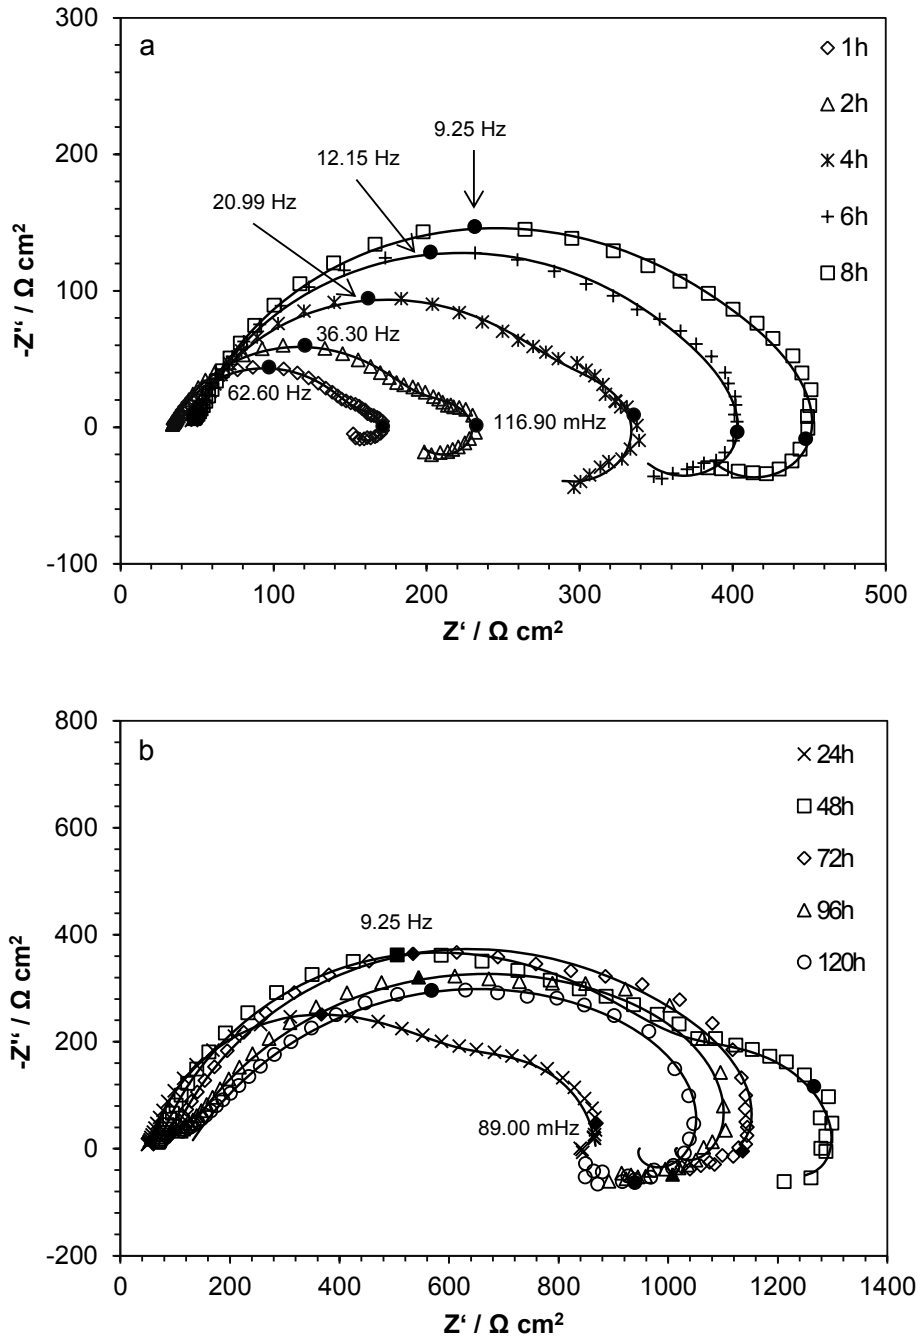 300
a
1h
2h
9.25 Hz
12.15 Hz
200
4h
20.99 Hz
6h
8h
100
36.30 Hz
62.60 Hz
116.90 mHz
0
-100
-Z'' / Ω cm²
0 100 200 300 400 500
Z‘ / Ω cm²
800
b
24h
48h
600
72h
9.25 Hz
96h
400
120h
200
89.00 mHz
0
-200
-Z'' / Ω cm²
0 200 400 600 800 1000 1200 1400
Z‘ / Ω cm²